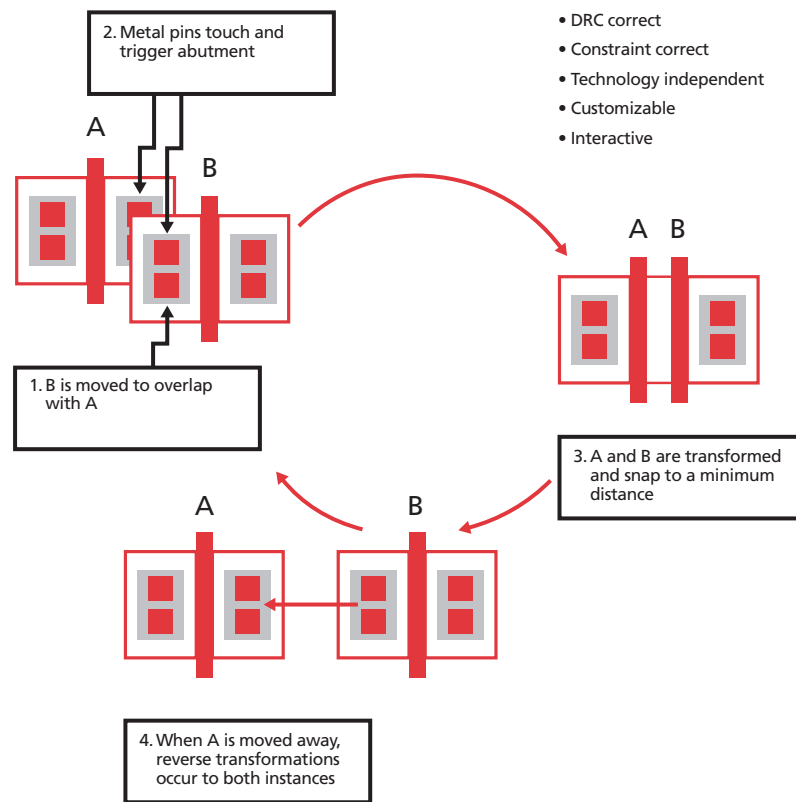 2. Metal pins touch and
trigger abutment
• DRC correct
• Constraint correct
• Technology independent
• Customizable
• Interactive
A
B
A B
1. B is moved to overlap
with A
3. A and B are transformed
and snap to a minimum
distance
A
B
4. When A is moved away,
reverse transformations
occur to both instances